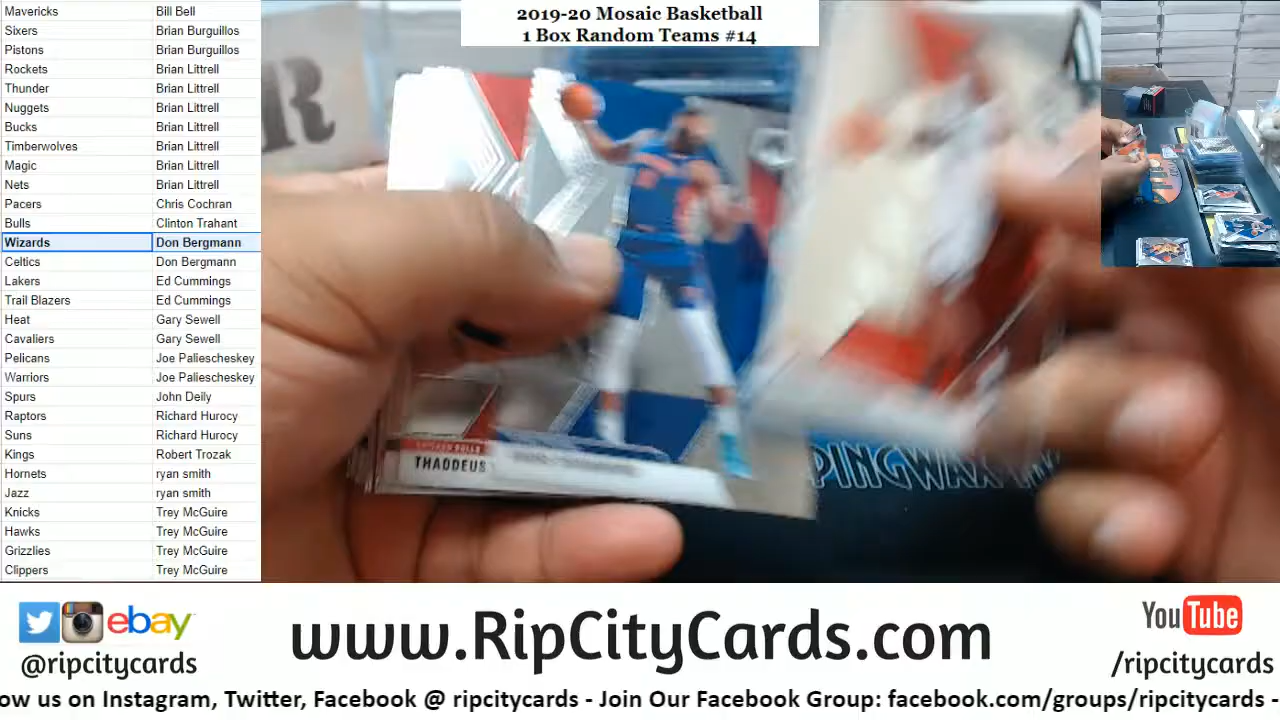 Mavericks Bill Bell
Sixers Brian Burguillos
Pistons Brian Burguillos
Rockets Brian Littrell
Thunder Brian Littrell
Nuggets Brian Littrell
Bucks Brian Littrell
Timberwolves Brian Littrell
Magic Brian Littrell
Nets Brian Littrell
Pacers Chris Cochran
Bulls Clinton Trahant
Wizards Don Bergmann
Celtics Don Bergmann
Lakers Ed Cummings
Trail Blazers Ed Cummings
Heat Gary Sewell
Cavaliers Gary Sewell
Pelicans Joe Paliescheskey
Warriors Joe Paliescheskey
Spurs John Deily
Raptors Richard Hurocy
Suns Richard Hurocy
Kings Robert Trozak
Hornets ryan smith
Jazz ryan smith
Knicks Trey McGuire
Hawks Trey McGuire
Grizzlies Trey McGuire
Clippers Trey McGuire
2019-20 Mosaic Basketball
1 Box Random Teams #14
R
CHICAGO BULLS
THADDEUS
PINGWAX
ebay
@ripcitycards
www.RipCityCards.com
YouTube
/ripcitycards
ow us on Instagram, Twitter, Facebook @ ripcitycards - Join Our Facebook Group: facebook.com/groups/ripcitycards -